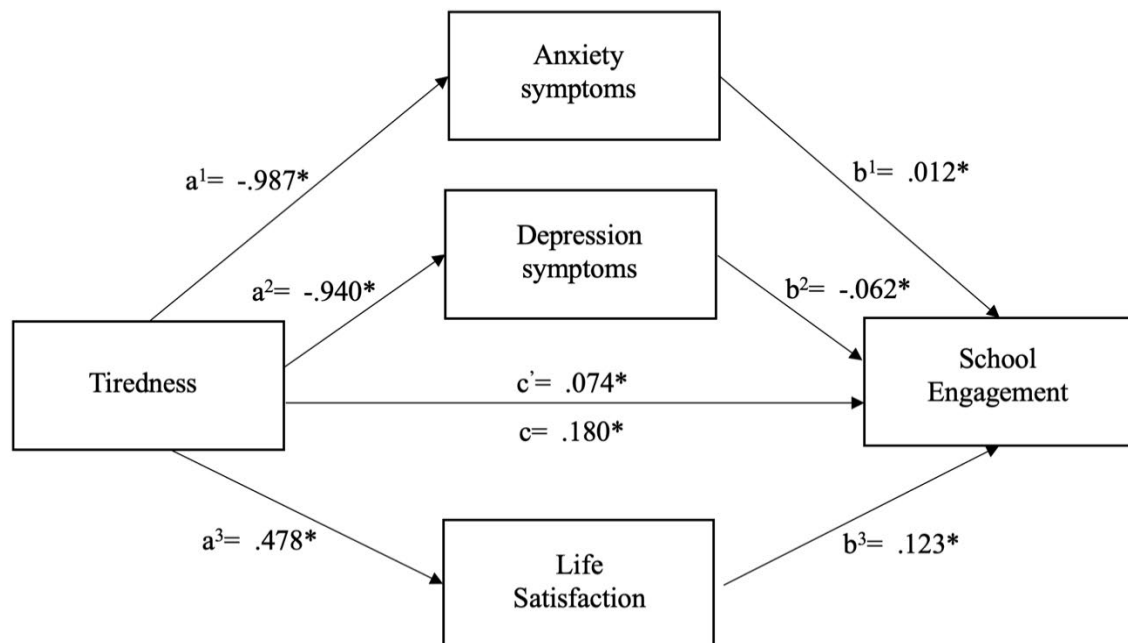 Anxiety
symptoms
a¹= -.987*
b¹= .012*
Depression
symptoms
a²= -.940*
b²= -.062*
Tiredness
c’= .074*
c= .180*
School
Engagement
a³= .478*
b³= .123*
Life
Satisfaction